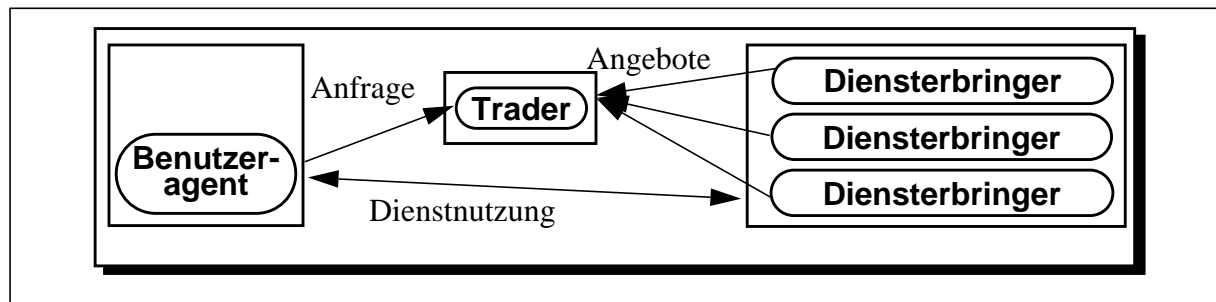 Angebote
Anfrage
Trader
Benutzer-
agent
Dienstnutzung
Diensterbringer
Diensterbringer
Diensterbringer